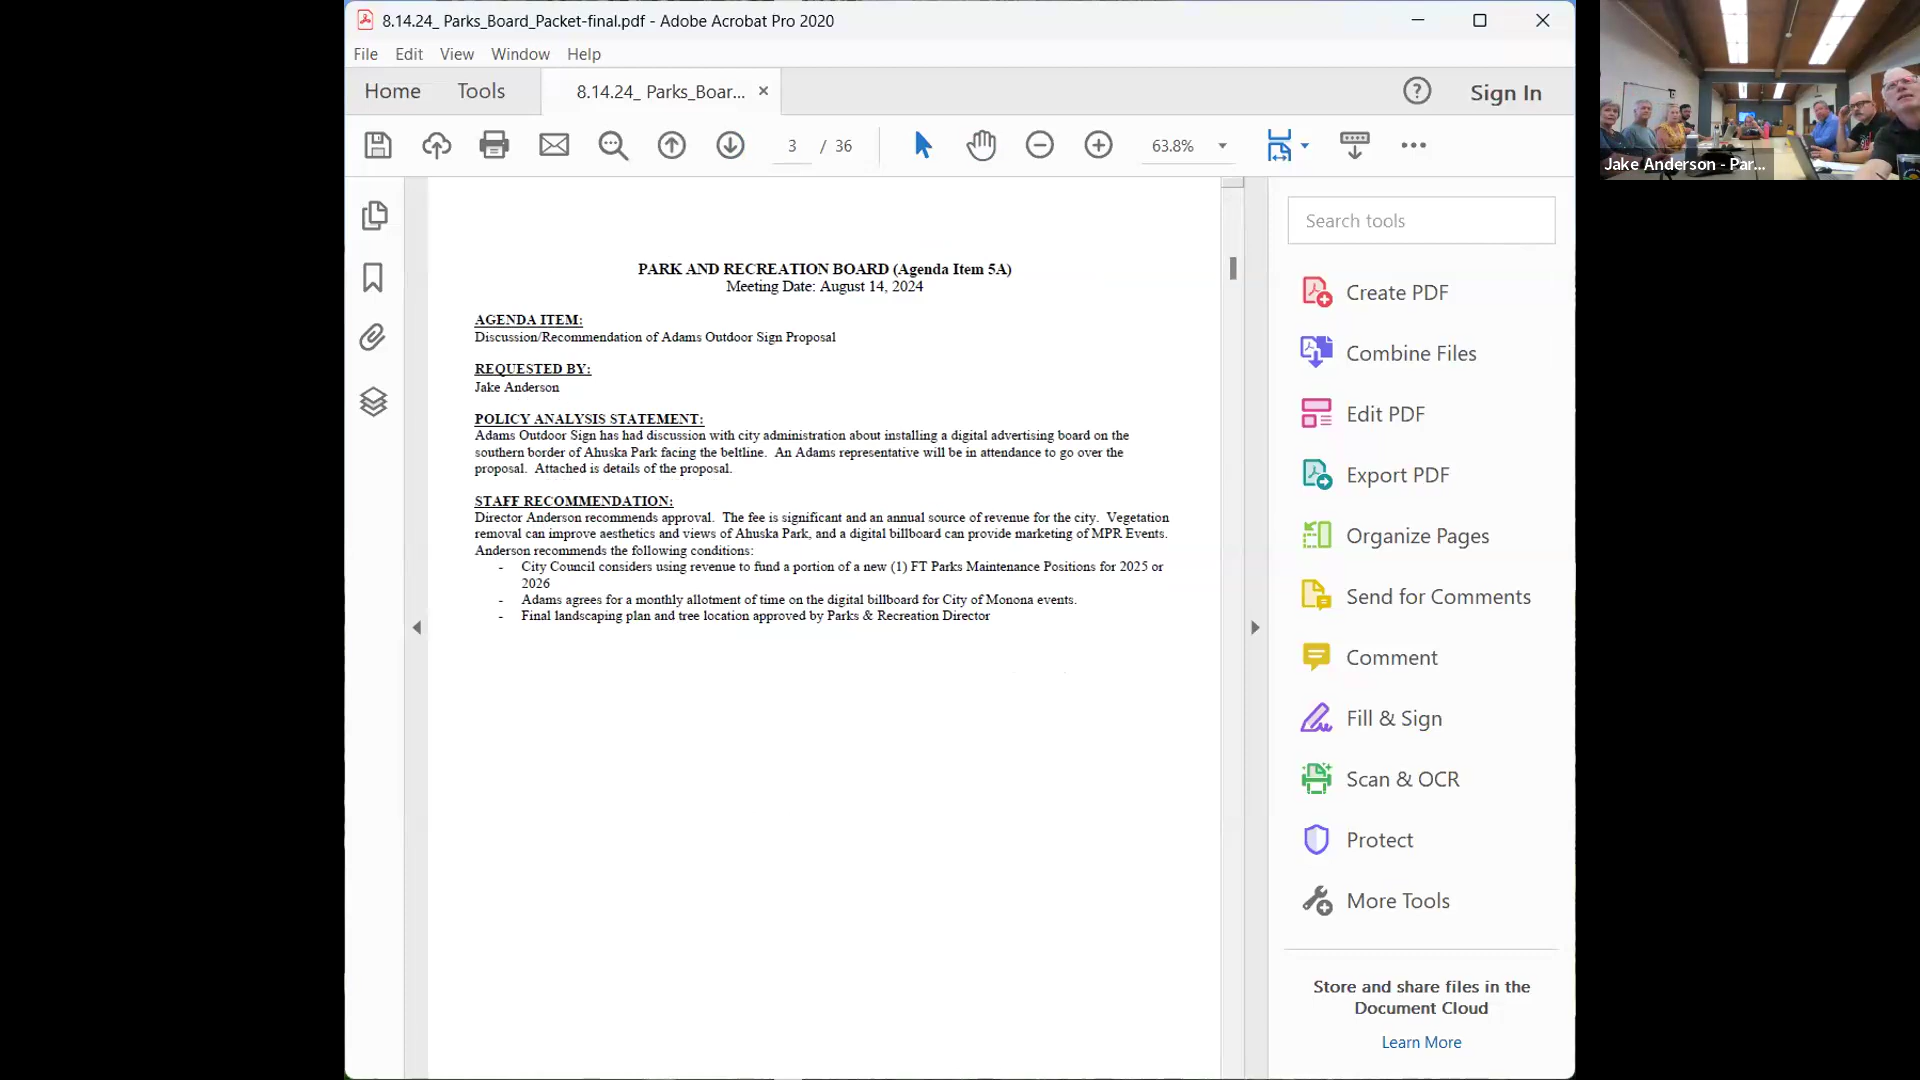 8.14.24_ Parks_Board_Packet-final.pdf - Adobe Acrobat Pro 2020
File Edit View Window Help
Home Tools 8.14.24_ Parks_Boar... × Sign In
3 / 36 63.8%
Jake Anderson - Par...
PARK AND RECREATION BOARD (Agenda Item 5A)
Meeting Date: August 14, 2024
AGENDA ITEM:
Discussion/Recommendation of Adams Outdoor Sign Proposal
REQUESTED BY:
Jake Anderson
POLICY ANALYSIS STATEMENT:
Adams Outdoor Sign has had discussion with city administration about installing a digital advertising board on the
southern border of Ahuska Park facing the beltline. An Adams representative will be in attendance to go over the
proposal. Attached is details of the proposal.
STAFF RECOMMENDATION:
Director Anderson recommends approval. The fee is significant and an annual source of revenue for the city. Vegetation
removal can improve aesthetics and views of Ahuska Park, and a digital billboard can provide marketing of MPR Events.
Anderson recommends the following conditions:
- City Council considers using revenue to fund a portion of a new (1) FT Parks Maintenance Positions for 2025 or
2026
- Adams agrees for a monthly allotment of time on the digital billboard for City of Monona events.
- Final landscaping plan and tree location approved by Parks & Recreation Director
Search tools
Create PDF
Combine Files
Edit PDF
Export PDF
Organize Pages
Send for Comments
Comment
Fill & Sign
Scan & OCR
Protect
More Tools
Store and share files in the
Document Cloud
Learn More